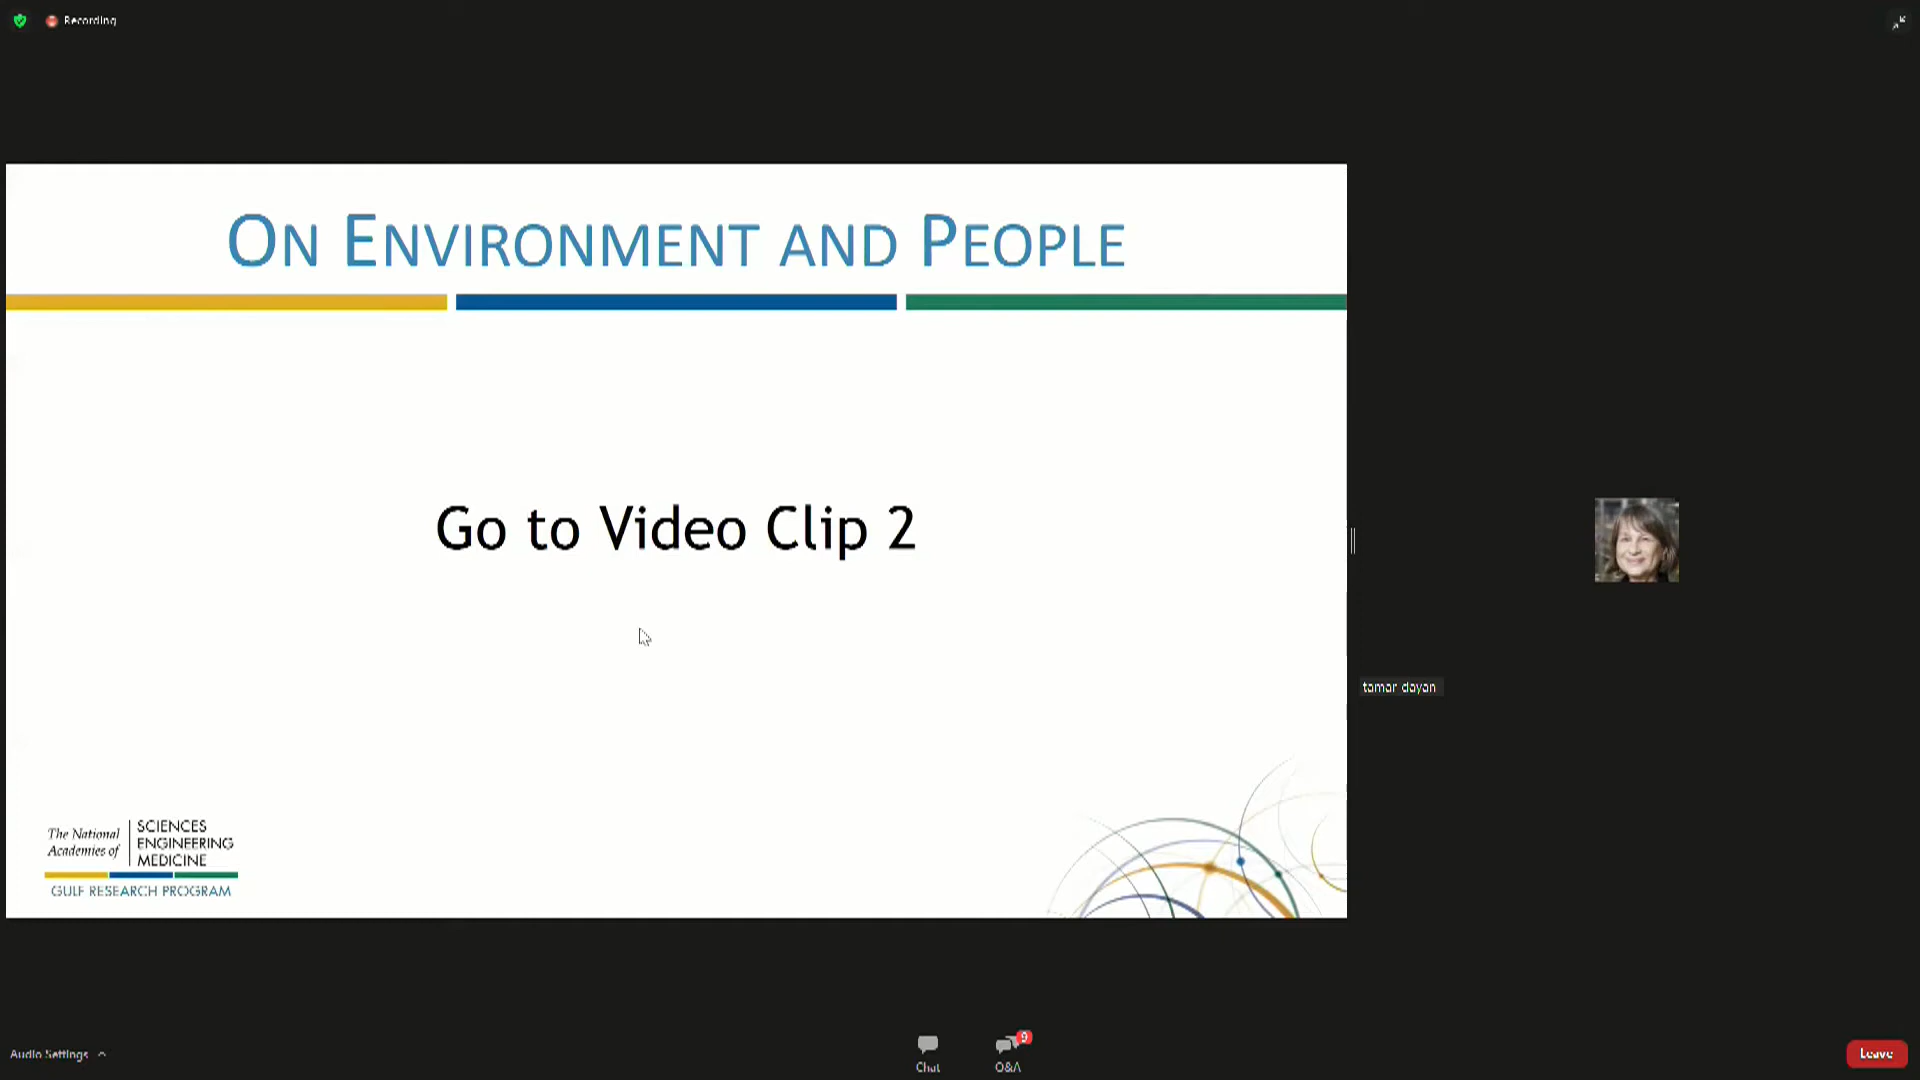 Recording
On Environment and People
Go to Video Clip 2
tamar dayan
The National
Academies of
SCIENCES
ENGINEERING
MEDICINE
GULF RESEARCH PROGRAM
Audio Settings
Chat
9
Q&A
Leave